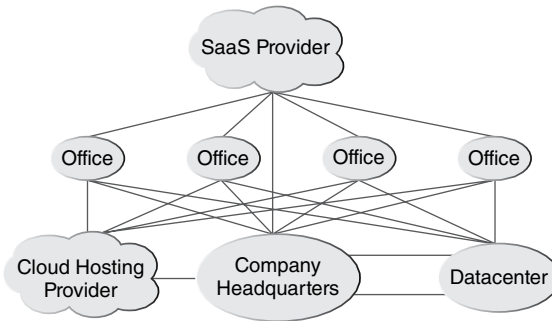 SaaS Provider
Office
Office
Office
Office
Cloud Hosting
Provider
Company
Headquarters
Datacenter